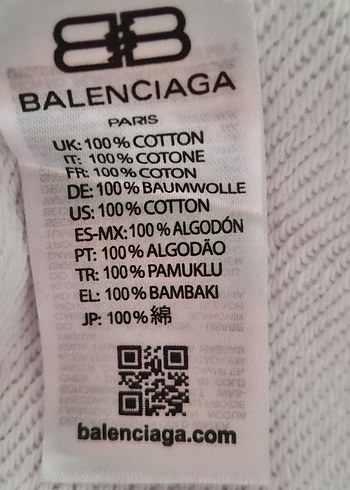 BALENCIAGA
PARIS
UK: 100% COTTON
IT: 100% COTONE
FR: 100% COTON
DE: 100% BAUMWOLLE
US: 100% COTTON
ES-MX: 100% ALGODÓN
PT: 100% ALGODÃO
TR: 100% PAMUKLU
EL: 100% BAMBAKI
JP: 100% 綿
balenciaga.com